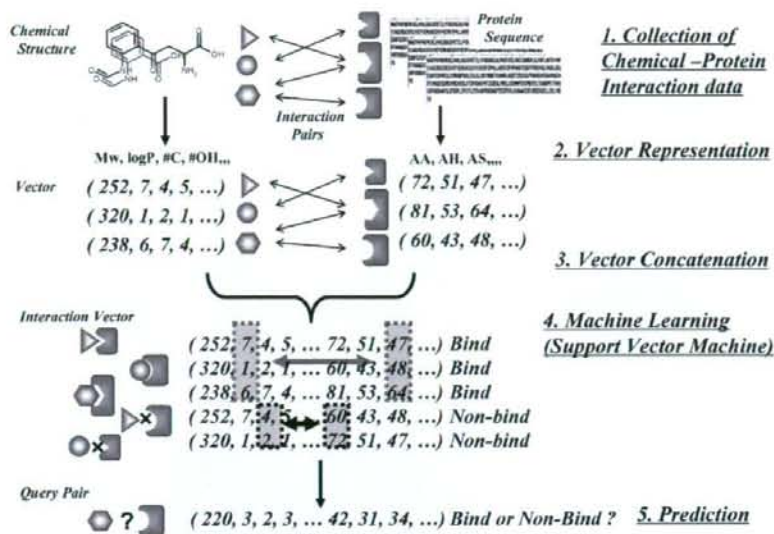 Chemical Structure
Protein Sequence
1. Collection of
Chemical –Protein
Interaction data
OH
NH₂
Interaction Pairs
Mw, logP, #C, #OH,,,
AA, AH, AS,,,,
2. Vector Representation
Vector
( 252, 7, 4, 5, …)
( 72, 51, 47, …)
( 320, 1, 2, 1, …)
( 81, 53, 64, …)
( 238, 6, 7, 4, …)
( 60, 43, 48, …)
3. Vector Concatenation
Interaction Vector
4. Machine Learning
(Support Vector Machine)
( 252, 7, 4, 5, … 72, 51, 47, …) Bind
( 320, 1, 2, 1, … 60, 43, 48, …) Bind
( 238, 6, 7, 4, … 81, 53, 64, …) Bind
( 252, 7, 4, 5, … 60, 43, 48, …) Non-bind
( 320, 1, 2, 1, … 72, 51, 47, …) Non-bind
Query Pair
?
( 220, 3, 2, 3, … 42, 31, 34, …) Bind or Non-Bind ?
5. Prediction